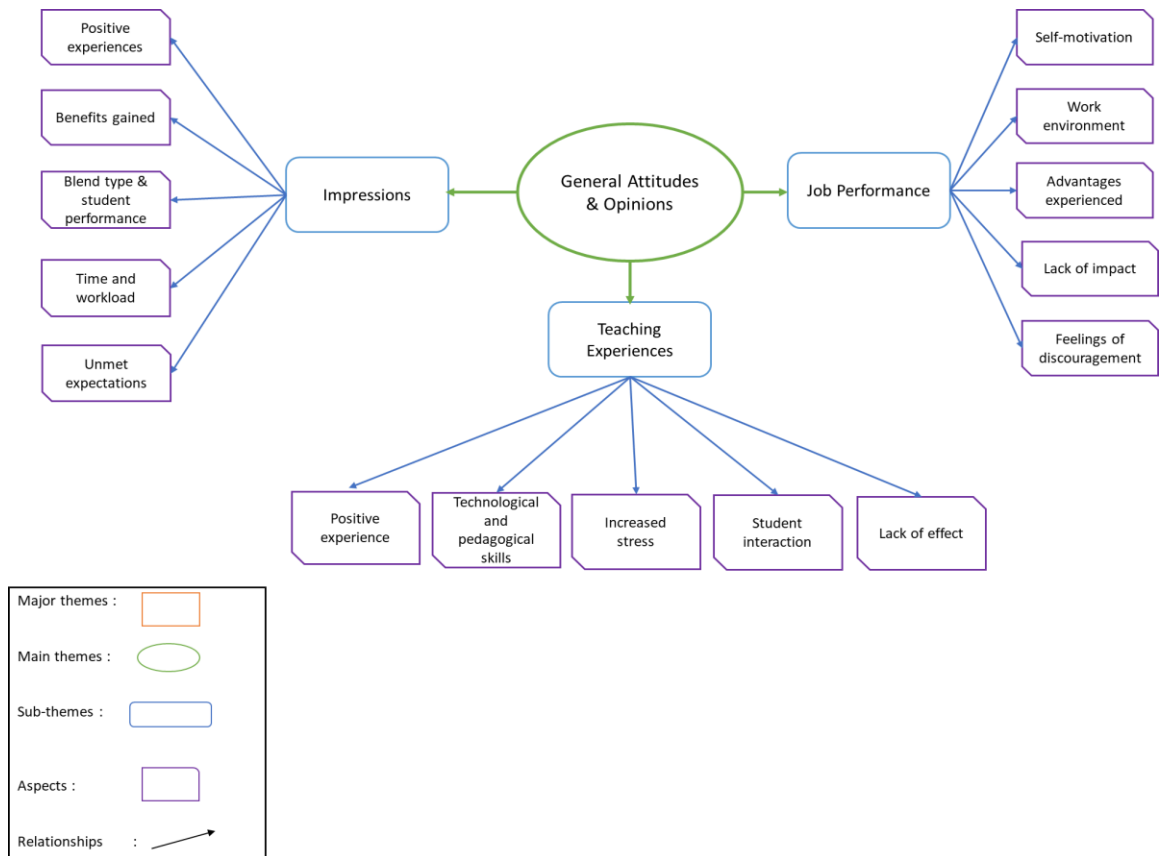 Positive
experiences
Benefits gained
Blend type &
student
performance
Time and
workload
Unmet
expectations
Impressions
General Attitudes
& Opinions
Job Performance
Self-motivation
Work
environment
Advantages
experienced
Lack of impact
Feelings of
discouragement
Teaching
Experiences
Positive
experience
Technological
and
pedagogical
skills
Increased
stress
Student
interaction
Lack of effect
Major themes :
Main themes :
Sub-themes :
Aspects :
Relationships :